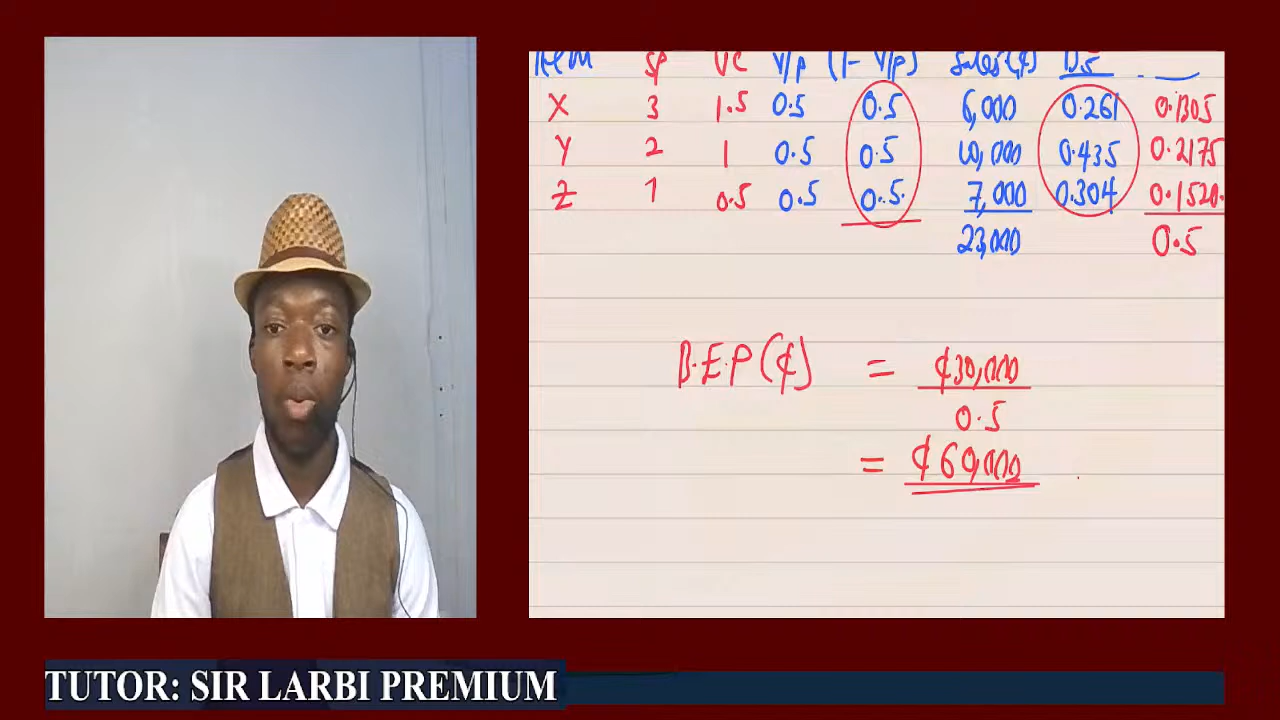 Item SP VC V/p (1 - V/p) Sales (¢)
X 3 1.5 0.5 0.5 6,000 0.261 0.1305
Y 2 1 0.5 0.5 10,000 0.435 0.2175
Z 1 0.5 0.5 0.5. 7,000 0.304 0.1520.
23,000 0.5
B.E.P (¢) = ¢30,000
0.5
= ¢60,000
TUTOR: SIR LARBI PREMIUM